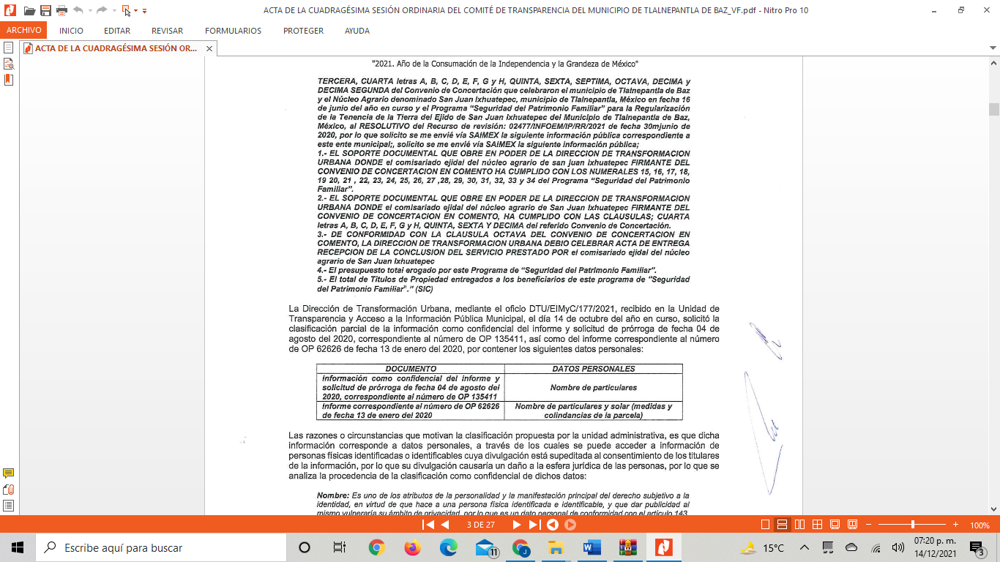 ACTA DE LA CUADRAGÉSIMA SESIÓN ORDINARIA DEL COMITÉ DE TRANSPARENCIA DEL MUNICIPIO DE TLALNEPANTLA DE BAZ_VF.pdf - Nitro Pro 10
ARCHIVO INICIO EDITAR REVISAR FORMULARIOS PROTEGER AYUDA
ACTA DE LA CUADRAGÉSIMA SESIÓN OR...
"2021. Año de la Consumación de la Independencia y la Grandeza de México"
TERCERA, CUARTA letras A, B, C, D, E, F, G y H, QUINTA, SEXTA, SEPTIMA, OCTAVA, DECIMA y
DECIMA SEGUNDA del Convenio de Concertación que celebraron el municipio de Tlalnepantla de Baz
y el Núcleo Agrario denominado San Juan Ixhuatepec, municipio de Tlalnepantla, México en fecha 16
de junio del año en curso y el Programa "Seguridad del Patrimonio Familiar" para la Regularización
de la Tenencia de la Tierra del Ejido de San Juan Ixhuatepec del Municipio de Tlalnepantla de Baz,
México, al RESOLUTIVO del Recurso de revisión: 02477/INFOEM/IP/RR/2021 de fecha 30mjunio de
2020, por lo que solicito se me envié vía SAIMEX la siguiente información pública correspondiente a
este ente municipal;, solicito se me envié vía SAIMEX la siguiente información pública;
1.- EL SOPORTE DOCUMENTAL QUE OBRE EN PODER DE LA DIRECCION DE TRANSFORMACION
URBANA DONDE el comisariado ejidal del núcleo agrario de san juan ixhuatepec FIRMANTE DEL
CONVENIO DE CONCERTACION EN COMENTO HA CUMPLIDO CON LOS NUMERALES 15, 16, 17, 18,
19 20, 21 , 22, 23, 24, 25, 26, 27 ,28, 29, 30, 31, 32, 33 y 34 del Programa "Seguridad del Patrimonio
Familiar".
2.- EL SOPORTE DOCUMENTAL QUE OBRE EN PODER DE LA DIRECCION DE TRANSFORMACION
URBANA DONDE el comisariado ejidal del núcleo agrario de San Juan Ixhuatepec FIRMANTE DEL
CONVENIO DE CONCERTACION EN COMENTO, HA CUMPLIDO CON LAS CLAUSULAS; CUARTA
letras A, B, C, D, E, F, G y H, QUINTA, SEXTA Y DECIMA del referido Convenio de Concertación.
3.- DE CONFORMIDAD CON LA CLAUSULA OCTAVA DEL CONVENIO DE CONCERTACION EN
COMENTO, LA DIRECCION DE TRANSFORMACION URBANA DEBIO CELEBRAR ACTA DE ENTREGA
RECEPCION DE LA CONCLUSION DEL SERVICIO PRESTADO POR el comisariado ejidal del núcleo
agrario de San Juan Ixhuatepec
4.- El presupuesto total erogado por este Programa de "Seguridad del Patrimonio Familiar".
5.- El total de Titulos de Propiedad entregados a los beneficiarios de este programa de "Seguridad
del Patrimonio Familiar"." (SIC)
La Dirección de Transformación Urbana, mediante el oficio DTU/EIMyC/177/2021, recibido en la Unidad de
Transparencia y Acceso a la Información Pública Municipal, el día 14 de octubre del año en curso, solicitó la
clasificación parcial de la información como confidencial del informe y solicitud de prórroga de fecha 04 de
agosto del 2020, correspondiente al número de OP 135411, así como del informe correspondiente al número
de OP 62626 de fecha 13 de enero del 2020, por contener los siguientes datos personales:
DOCUMENTO DATOS PERSONALES
Información como confidencial del informe y
solicitud de prórroga de fecha 04 de agosto del
2020, correspondiente al número de OP 135411
Nombre de particulares
Informe correspondiente al número de OP 62626
de fecha 13 de enero del 2020
Nombre de particulares y solar (medidas y
colindancias de la parcela)
Las razones o circunstancias que motivan la clasificación propuesta por la unidad administrativa, es que dicha
información corresponde a datos personales, a través de los cuales se puede acceder a información de
personas físicas identificadas o identificables cuya divulgación está supeditada al consentimiento de los titulares
de la información, por lo que su divulgación causaría un daño a la esfera jurídica de las personas, por lo que se
analiza la procedencia de la clasificación como confidencial de dichos datos:
Nombre: Es uno de los atributos de la personalidad y la manifestación principal del derecho subjetivo a la
identidad, en virtud de que hace a una persona física identificada e identificable, y que dar publicidad al
mismo vulneraría su ámbito de privacidad, por lo que es un dato personal de conformidad con el artículo 143
3 DE 27
100%
Escribe aquí para buscar
11
J
15°C
07:20 p. m.
14/12/2021
3